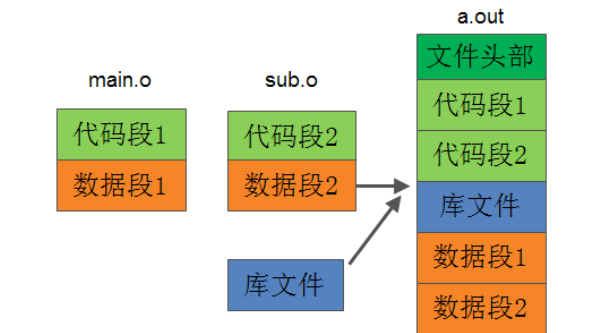 a.out
main.o
sub.o
文件头部
代码段1
代码段2
库文件
数据段1
数据段2
代码段1
数据段1
代码段2
数据段2
库文件